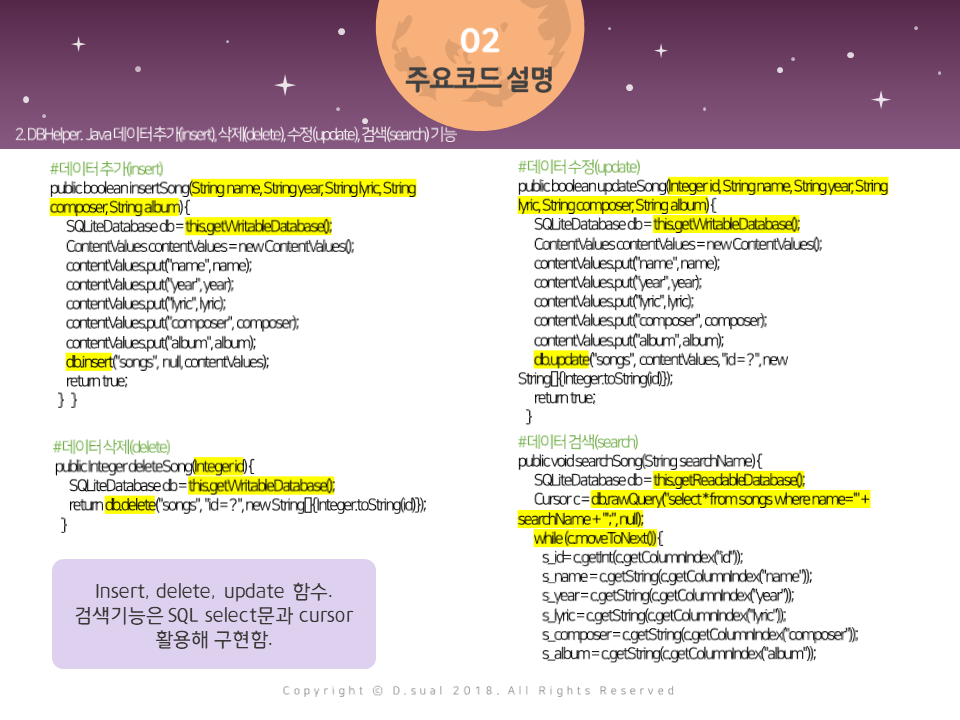 02
주요코드 설명
2. DBHelper. Java 데이터 추가(insert), 삭제(delete), 수정(update), 검색(search) 기능
#데이터 추가(insert)
public boolean insertSong(String name, String year, String lyric, String
composer, String album) {
SQLiteDatabase db = this.getWritableDatabase();
ContentValues contentValues = new ContentValues();
contentValues.put("name", name);
contentValues.put("year", year);
contentValues.put("lyric", lyric);
contentValues.put("composer", composer);
contentValues.put("album", album);
db.insert("songs", null, contentValues);
return true;
} }
#데이터 삭제(delete)
public Integer deleteSong(Integer id) {
SQLiteDatabase db = this.getWritableDatabase();
return db.delete("songs", "id = ? ", new String[]{Integer.toString(id)});
}
Insert, delete, update 함수.
검색기능은 SQL select문과 cursor
활용해 구현함.
#데이터 수정(update)
public boolean updateSong(Integer id, String name, String year, String
lyric, String composer, String album) {
SQLiteDatabase db = this.getWritableDatabase();
ContentValues contentValues = new ContentValues();
contentValues.put("name", name);
contentValues.put("year", year);
contentValues.put("lyric", lyric);
contentValues.put("composer", composer);
contentValues.put("album", album);
db.update("songs", contentValues, "id = ? ", new
String[]{Integer.toString(id)});
return true;
}
#데이터 검색(search)
public void searchSong(String searchName) {
SQLiteDatabase db = this.getReadableDatabase();
Cursor c = db.rawQuery("select * from songs where name='" +
searchName + "';", null);
while (c.moveToNext()) {
s_id= c.getInt(c.getColumnIndex("id"));
s_name = c.getString(c.getColumnIndex("name"));
s_year= c.getString(c.getColumnIndex("year"));
s_lyric = c.getString(c.getColumnIndex("lyric"));
s_composer = c.getString(c.getColumnIndex("composer"));
s_album = c.getString(c.getColumnIndex("album"));
Copyright © D.sual 2018. All Rights Reserved